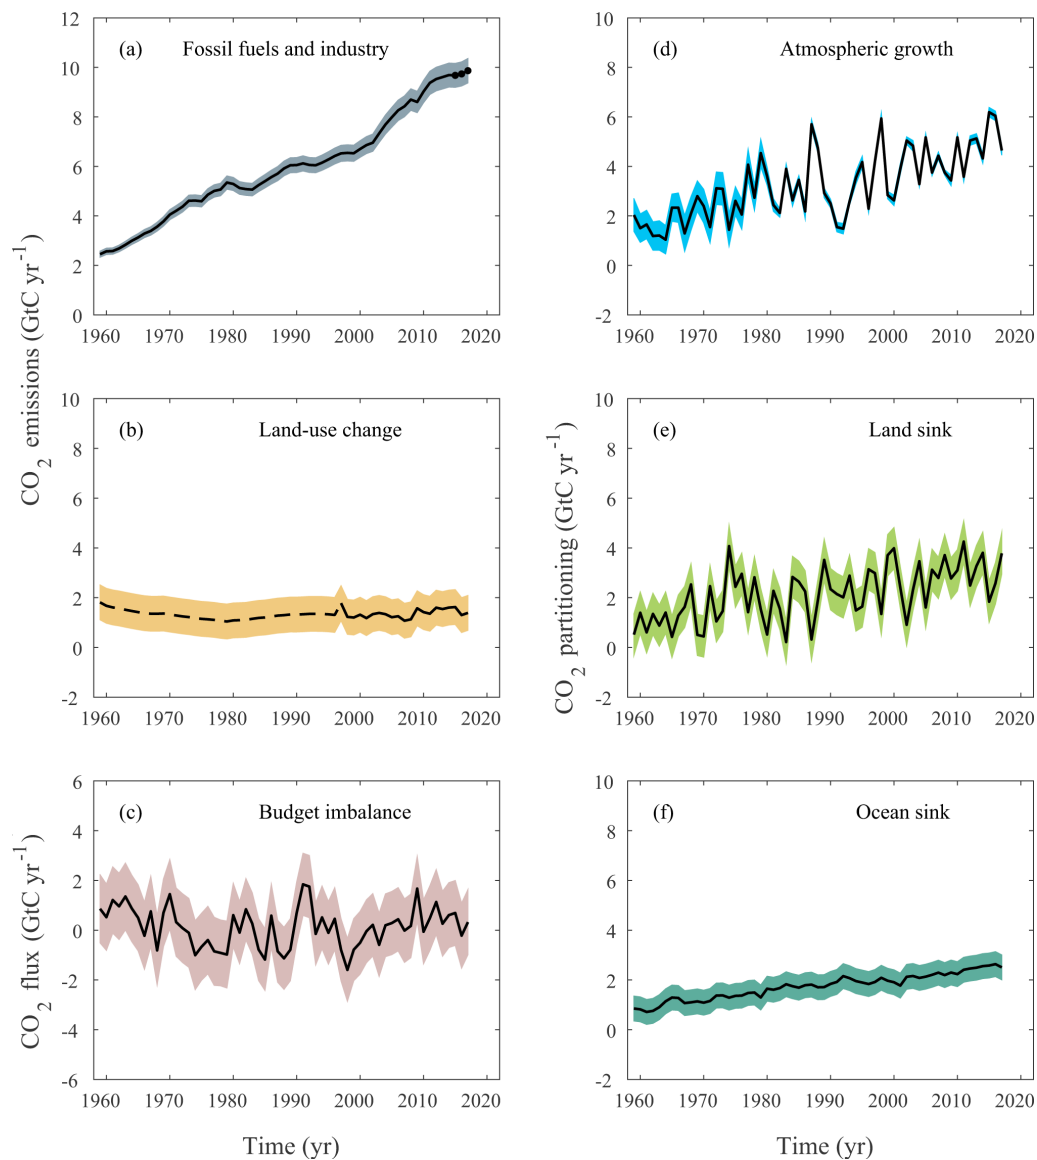 (a) Fossil fuels and industry
12
10
8
6
4
2
0
1960 1970 1980 1990 2000 2010 2020
(d) Atmospheric growth
10
8
6
4
2
0
-2
1960 1970 1980 1990 2000 2010 2020
CO2 emissions (GtC yr-1)
(b) Land-use change
10
8
6
4
2
0
-2
1960 1970 1980 1990 2000 2010 2020
CO2 partitioning (GtC yr-1)
(e) Land sink
10
8
6
4
2
0
-2
1960 1970 1980 1990 2000 2010 2020
CO2 flux (GtC yr-1)
(c) Budget imbalance
6
4
2
0
-2
-4
-6
1960 1970 1980 1990 2000 2010 2020
Time (yr)
(f) Ocean sink
10
8
6
4
2
0
-2
1960 1970 1980 1990 2000 2010 2020
Time (yr)